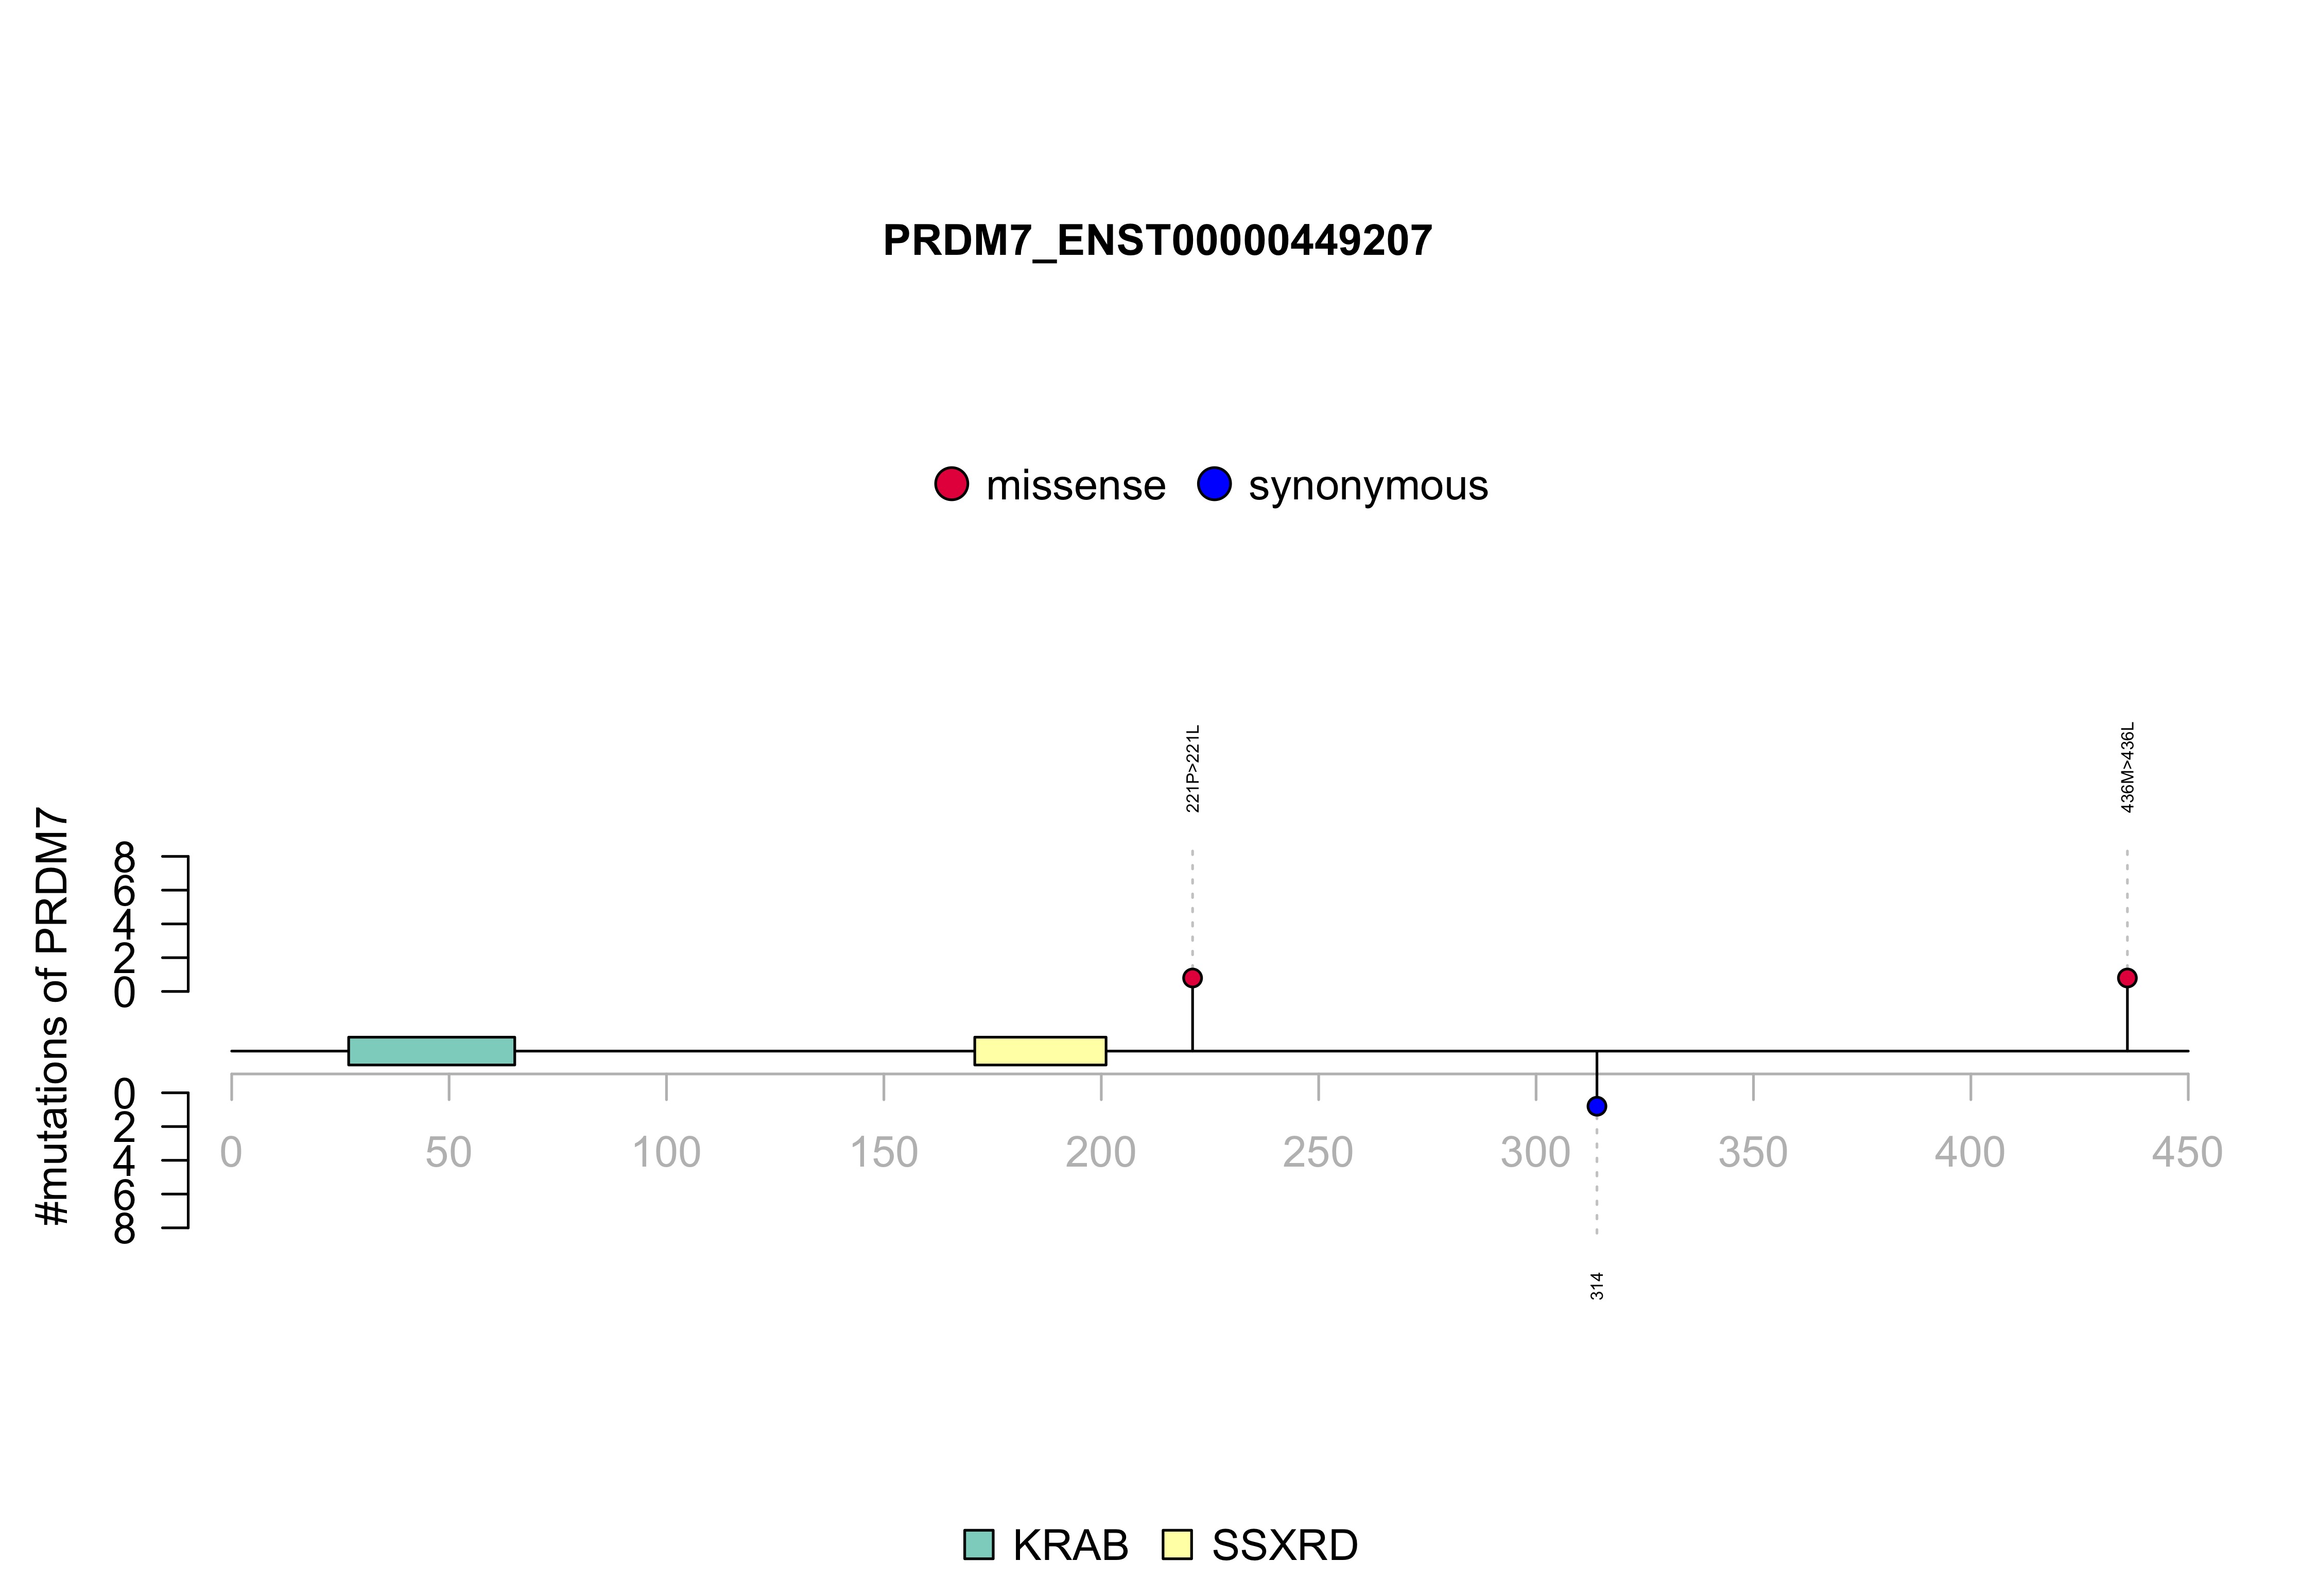 PRDM7_ENST00000449207
missense
synonymous
221P>221L
436M>436L
#mutations of PRDM7
8
6
4
2
0
0
2
4
6
8
0
50
100
150
200
250
300
350
400
450
314
KRAB
SSXRD